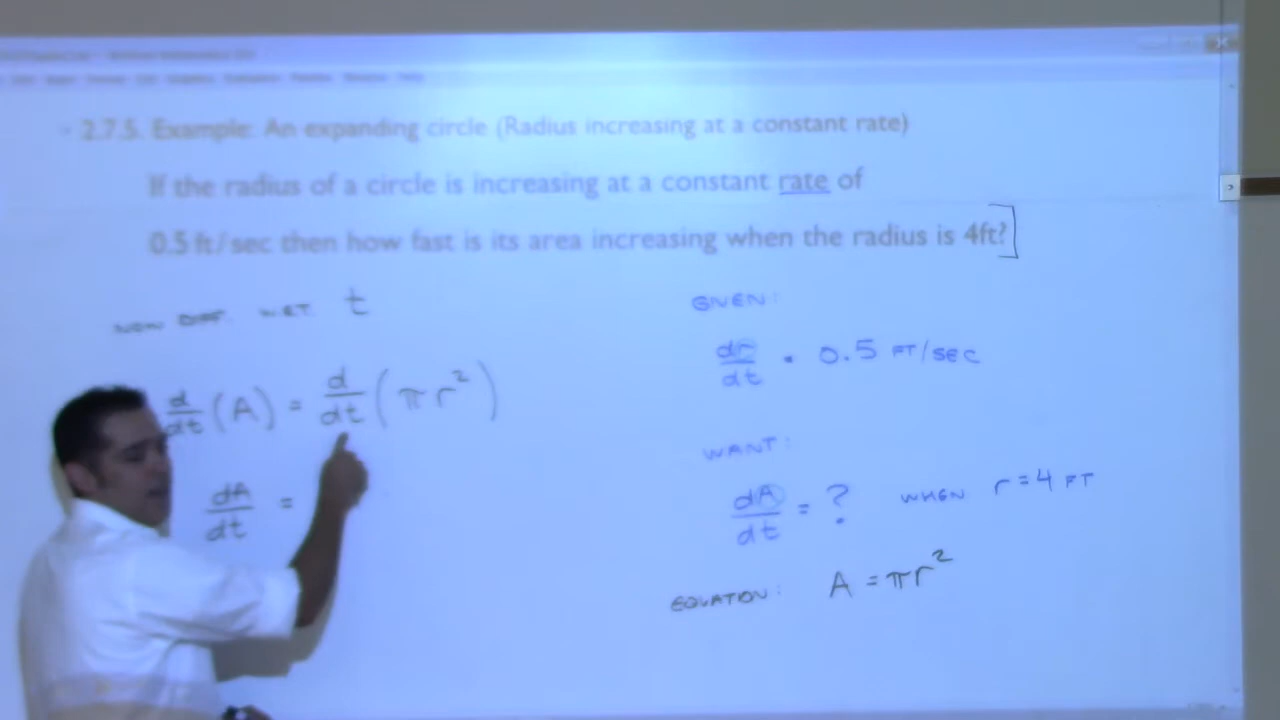 2.7.5. Example: An expanding circle (Radius increasing at a constant rate)
If the radius of a circle is increasing at a constant rate of
0.5 ft/sec then how fast is its area increasing when the radius is 4ft?]
NOW DIFF. W.R.T. t
d/dt (A) = d/dt (πr²)
dA/dt =
GIVEN:
dr/dt = 0.5 FT/SEC
WANT:
dA/dt = ? WHEN r=4 FT
EQUATION: A = πr²